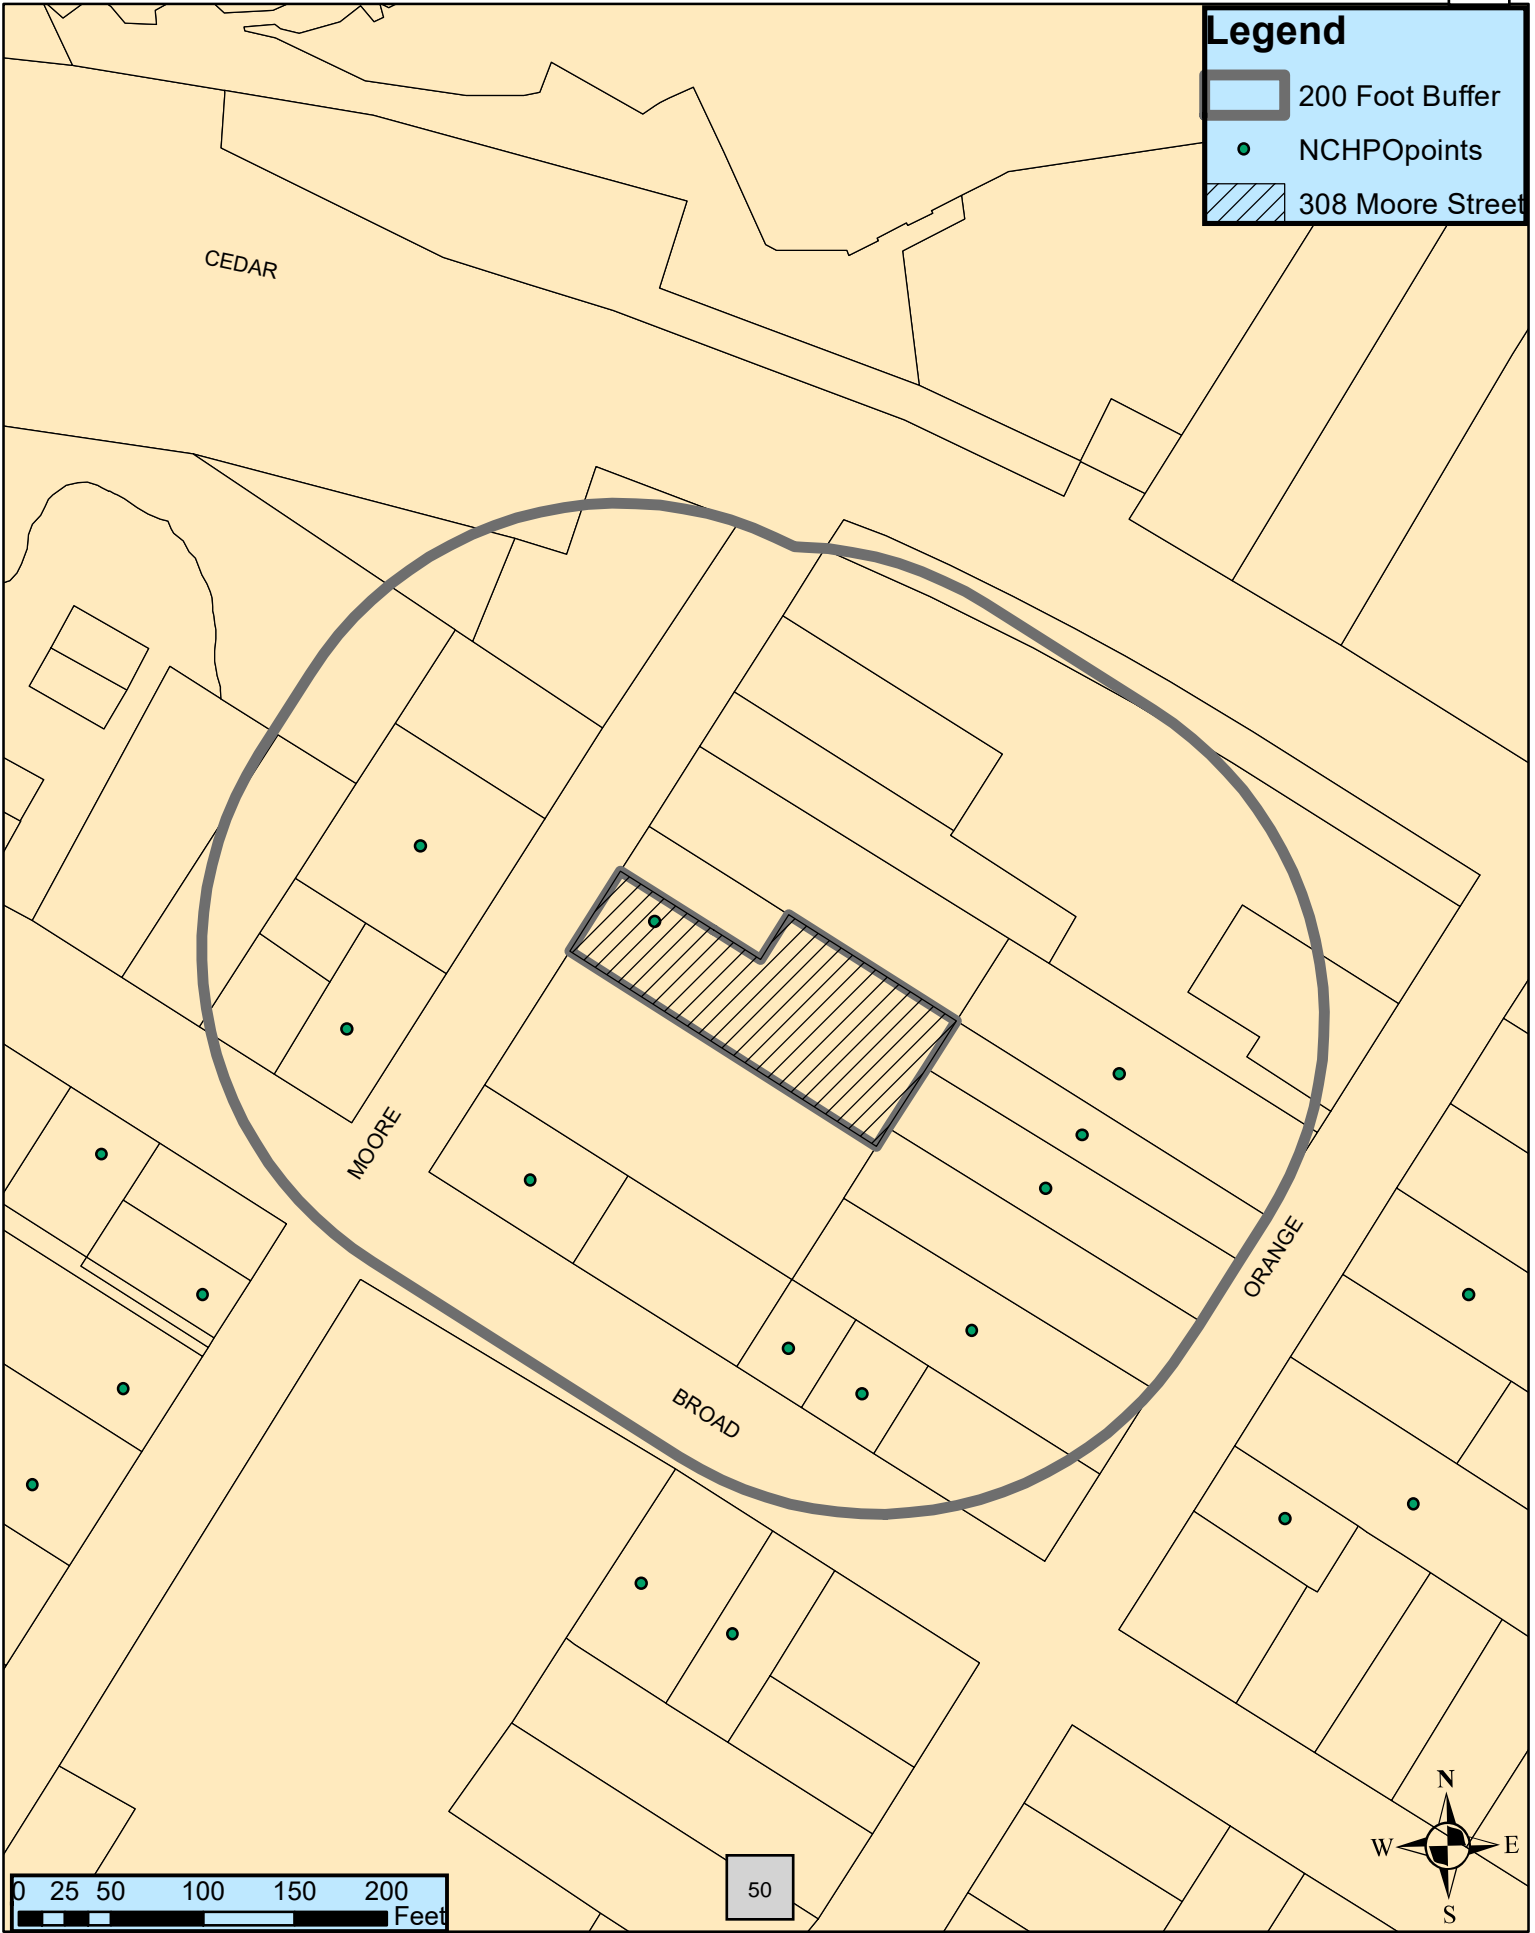 Legend
200 Foot Buffer
NCHPOpoints
308 Moore Street
CEDAR
MOORE
ORANGE
BROAD
N
W E
S
0 25 50 100 150 200
Feet
50